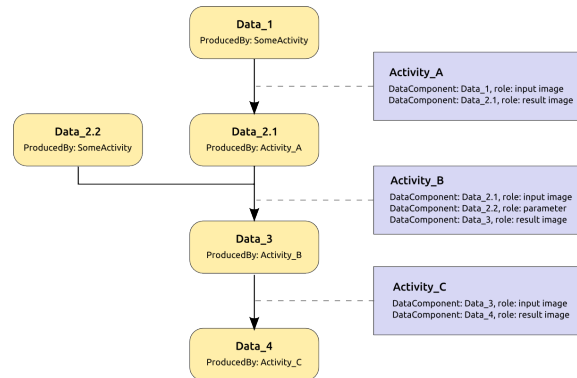 Data_1
ProducedBy: SomeActivity
Activity_A
DataComponent: Data_1, role: input image
DataComponent: Data_2.1, role: result image
Data_2.2
ProducedBy: SomeActivity
Data_2.1
ProducedBy: Activity_A
Activity_B
DataComponent: Data_2.1, role: input image
DataComponent: Data_2.2, role: parameter
DataComponent: Data_3, role: result image
Data_3
ProducedBy: Activity_B
Activity_C
DataComponent: Data_3, role: input image
DataComponent: Data_4, role: result image
Data_4
ProducedBy: Activity_C